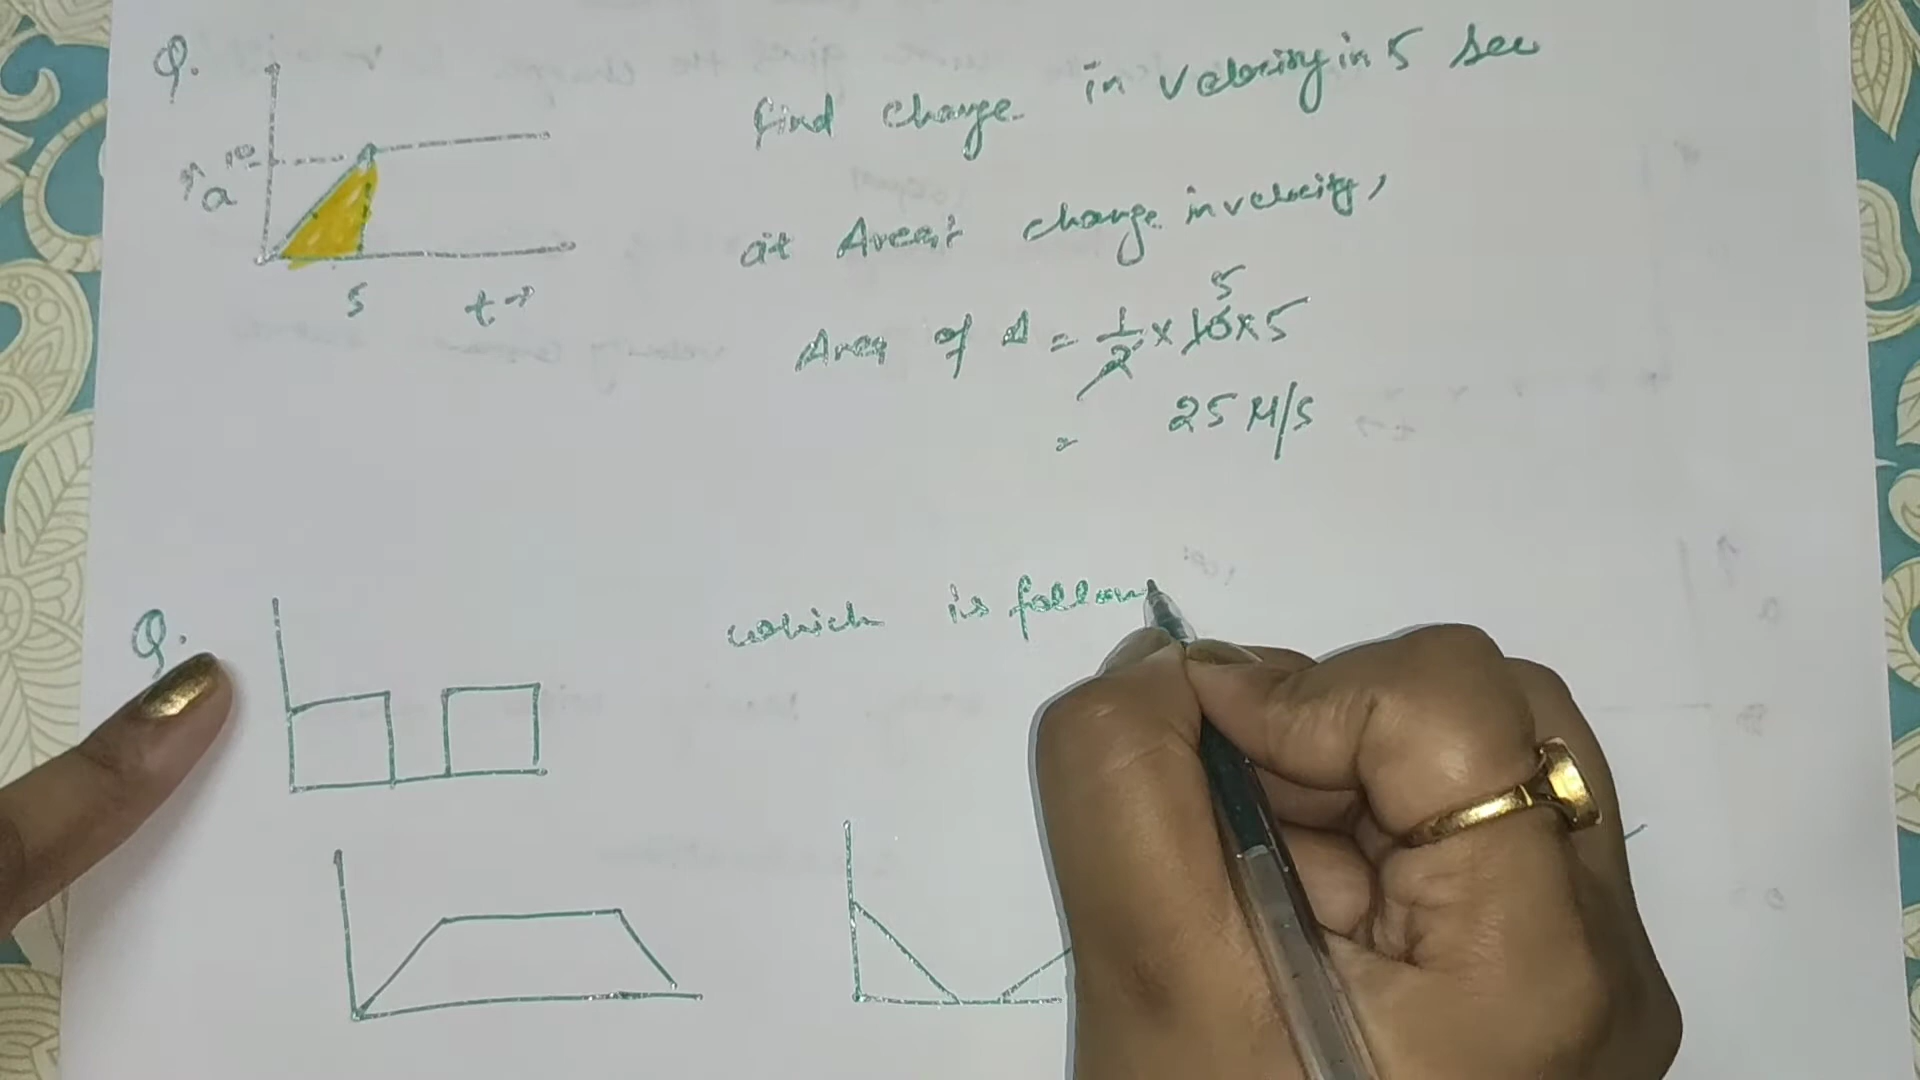 Q.
find change in velocity in 5 sec
10
↑a
at Area: change in velocity,
5
5 t→
Area of Δ = 1/2 × 10 × 5
= 25 M/S
Q.
which is follow